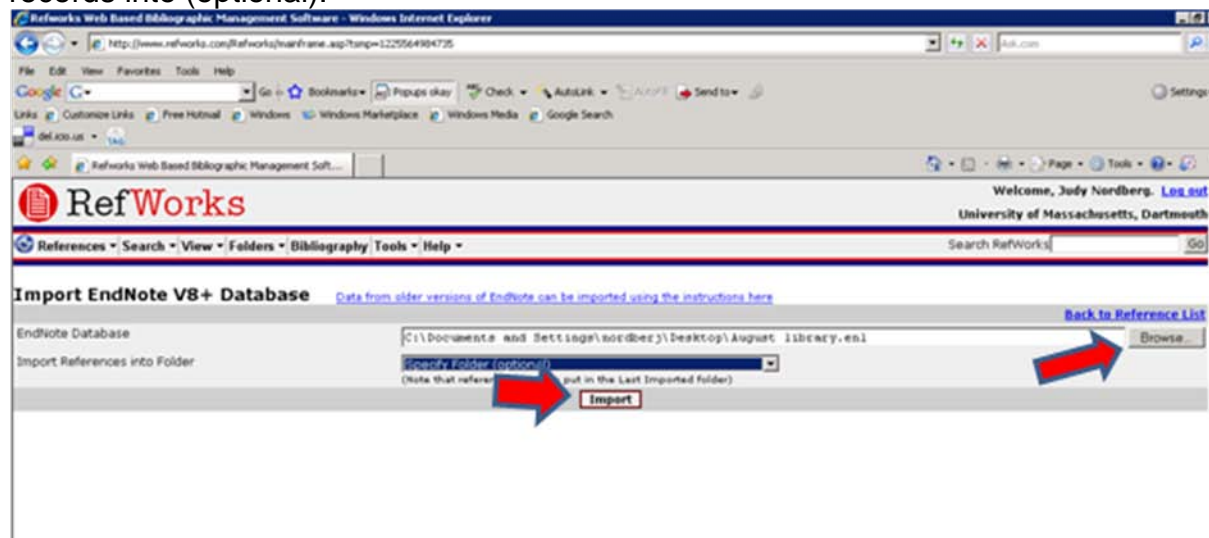 records into (optional).
Refworks Web Based Bibliographic Management Software - Windows Internet Explorer
http://www.refworks.com/Refworks/mainframe.asp?tsmp=1225564984735 Ask.com
File Edit View Favorites Tools Help
Google G Go Bookmarks Popups okay Check AutoLink AutoFill Send to Settings
Links Customize Links Free Hotmail Windows Windows Marketplace Windows Media Google Search
del.icio.us TAG
Refworks Web Based Bibliographic Management Soft... Page Tools
RefWorks Welcome, Judy Nordberg. Log out
University of Massachusetts, Dartmouth
References Search View Folders Bibliography Tools Help Search RefWorks Go
Import EndNote V8+ Database Data from older versions of EndNote can be imported using the instructions here
Back to Reference List
EndNote Database C:\Documents and Settings\nordberj\Desktop\August library.enl Browse...
Import References into Folder Specify Folder (optional)
(Note that put in the Last Imported folder)
Import